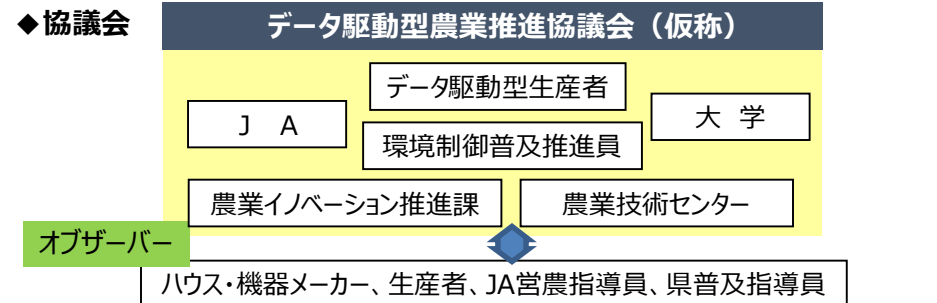 ◆協議会
データ駆動型農業推進協議会（仮称）
データ駆動型生産者
J A
大 学
環境制御普及推進員
農業イノベーション推進課
農業技術センター
オブザーバー
ハウス・機器メーカー、生産者、JA営農指導員、県普及指導員